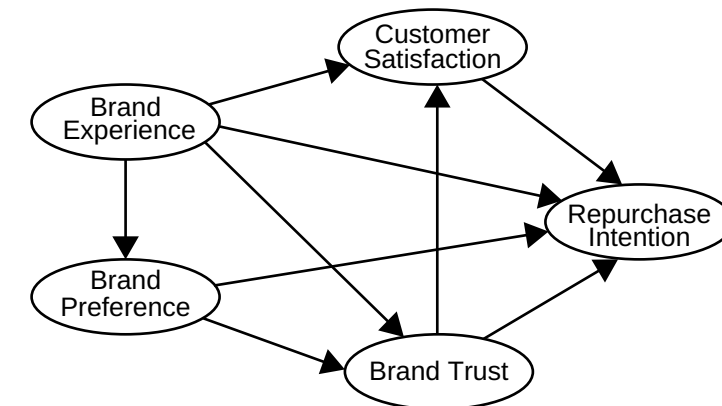 Customer
Satisfaction
Brand
Experience
Repurchase
Intention
Brand
Preference
Brand Trust